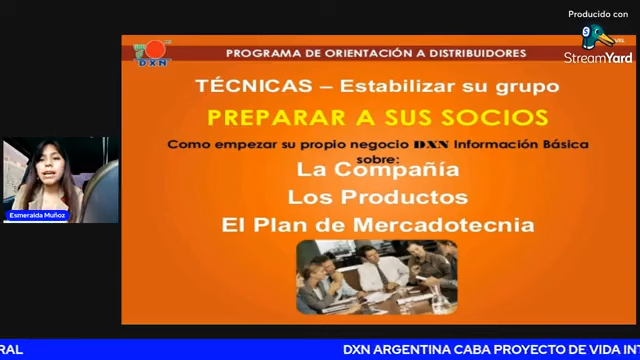 Producido con
StreamYard
DXN
PROGRAMA DE ORIENTACIÓN A DISTRIBUIDORES
TÉCNICAS – Estabilizar su grupo
PREPARAR A SUS SOCIOS
Como empezar su propio negocio DXN Información Básica
sobre:
La Compañía
Los Productos
El Plan de Mercadotecnia
Esmeralda Muñoz
RAL DXN ARGENTINA CABA PROYECTO DE VIDA INT